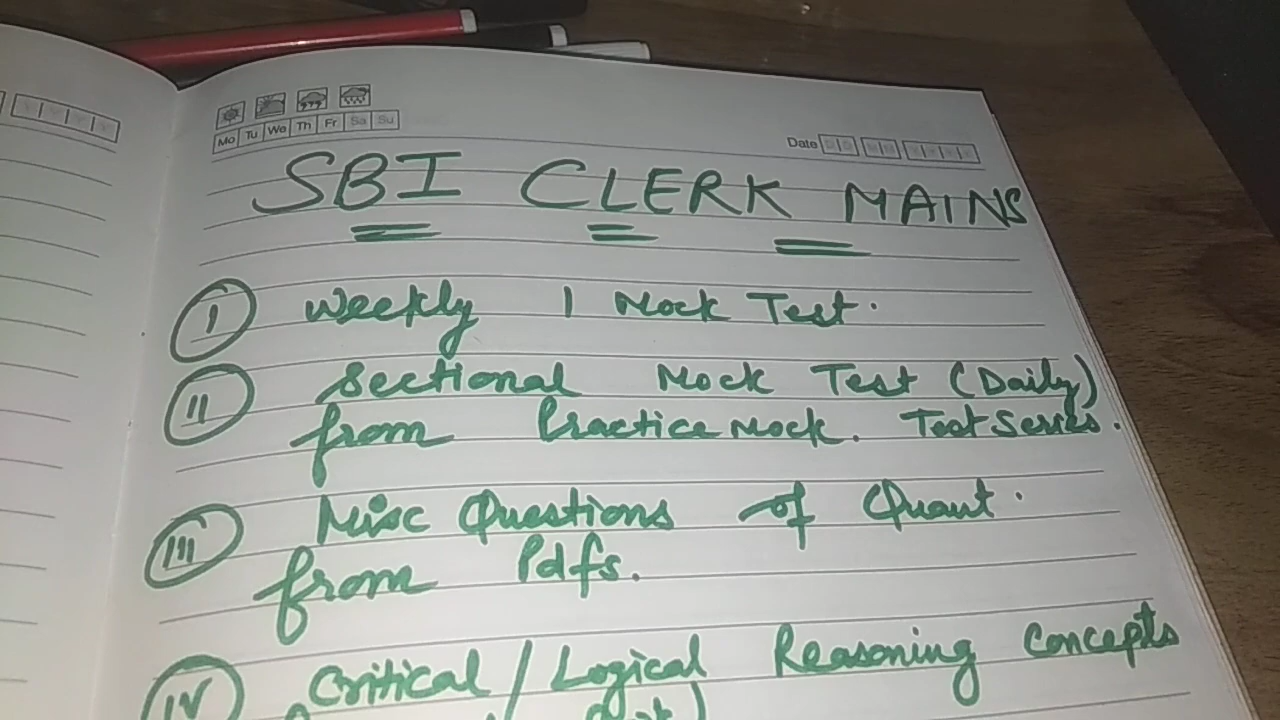 Mo Tu We Th Fr Sa Su
Date
SBI CLERK MAINS
I Weekly 1 Mock Test.
II Sectional Mock Test (Daily)
from Practice Mock. Test Series.
III Misc Questions of Quant.
from Pdfs.
IV Critical / Logical Reasoning Concepts